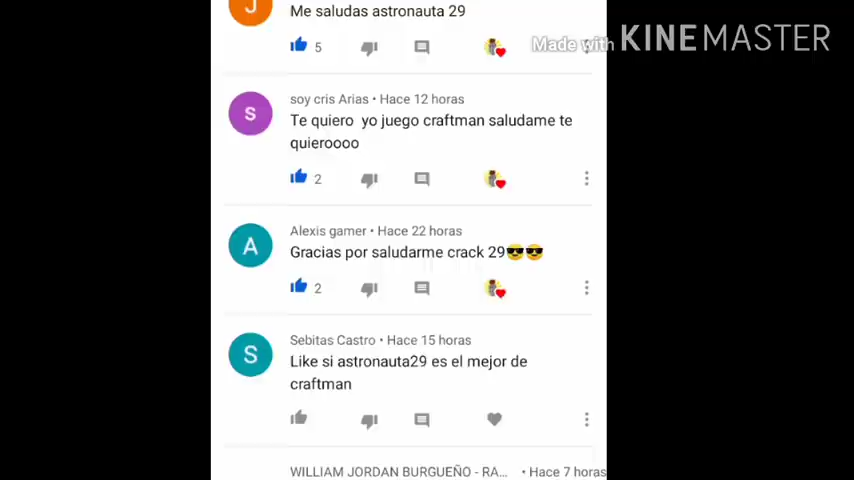 J
Me saludas astronauta 29
5
Made with KINEMASTER
S
soy cris Arias • Hace 12 horas
Te quiero yo juego craftman saludame te
quieroooo
2
A
Alexis gamer • Hace 22 horas
Gracias por saludarme crack 29😎😎
2
S
Sebitas Castro • Hace 15 horas
Like si astronauta29 es el mejor de
craftman
WILLIAM JORDAN BURGUEÑO - RA... • Hace 7 horas